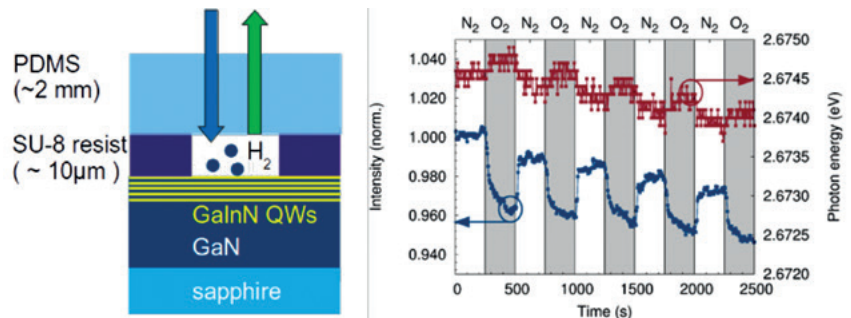 PDMS
(~2 mm)
SU-8 resist
( ~ 10μm)
H2
GaInN QWs
GaN
sapphire
N2 O2 N2 O2 N2 O2 N2 O2 N2 O2
Intensity (norm.)
1.040
1.020
1.000
0.980
0.960
0.940
2.6750
2.6745
2.6740
2.6735
2.6730
2.6725
2.6720
Photon energy (eV)
0 500 1000 1500 2000 2500
Time (s)